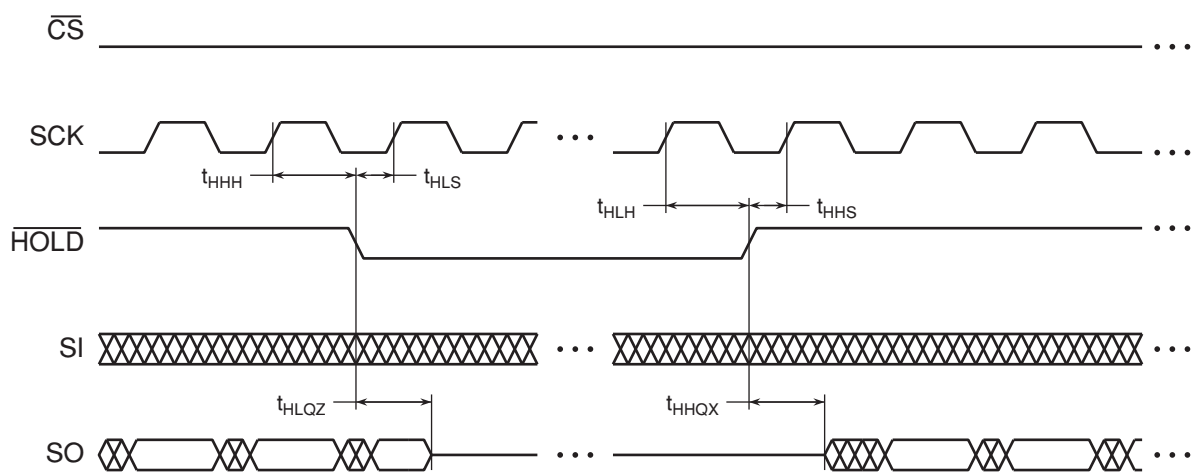 CS
SCK
tHHH
tHLS
tHLH
tHHS
HOLD
SI
tHLQZ
tHHQX
SO